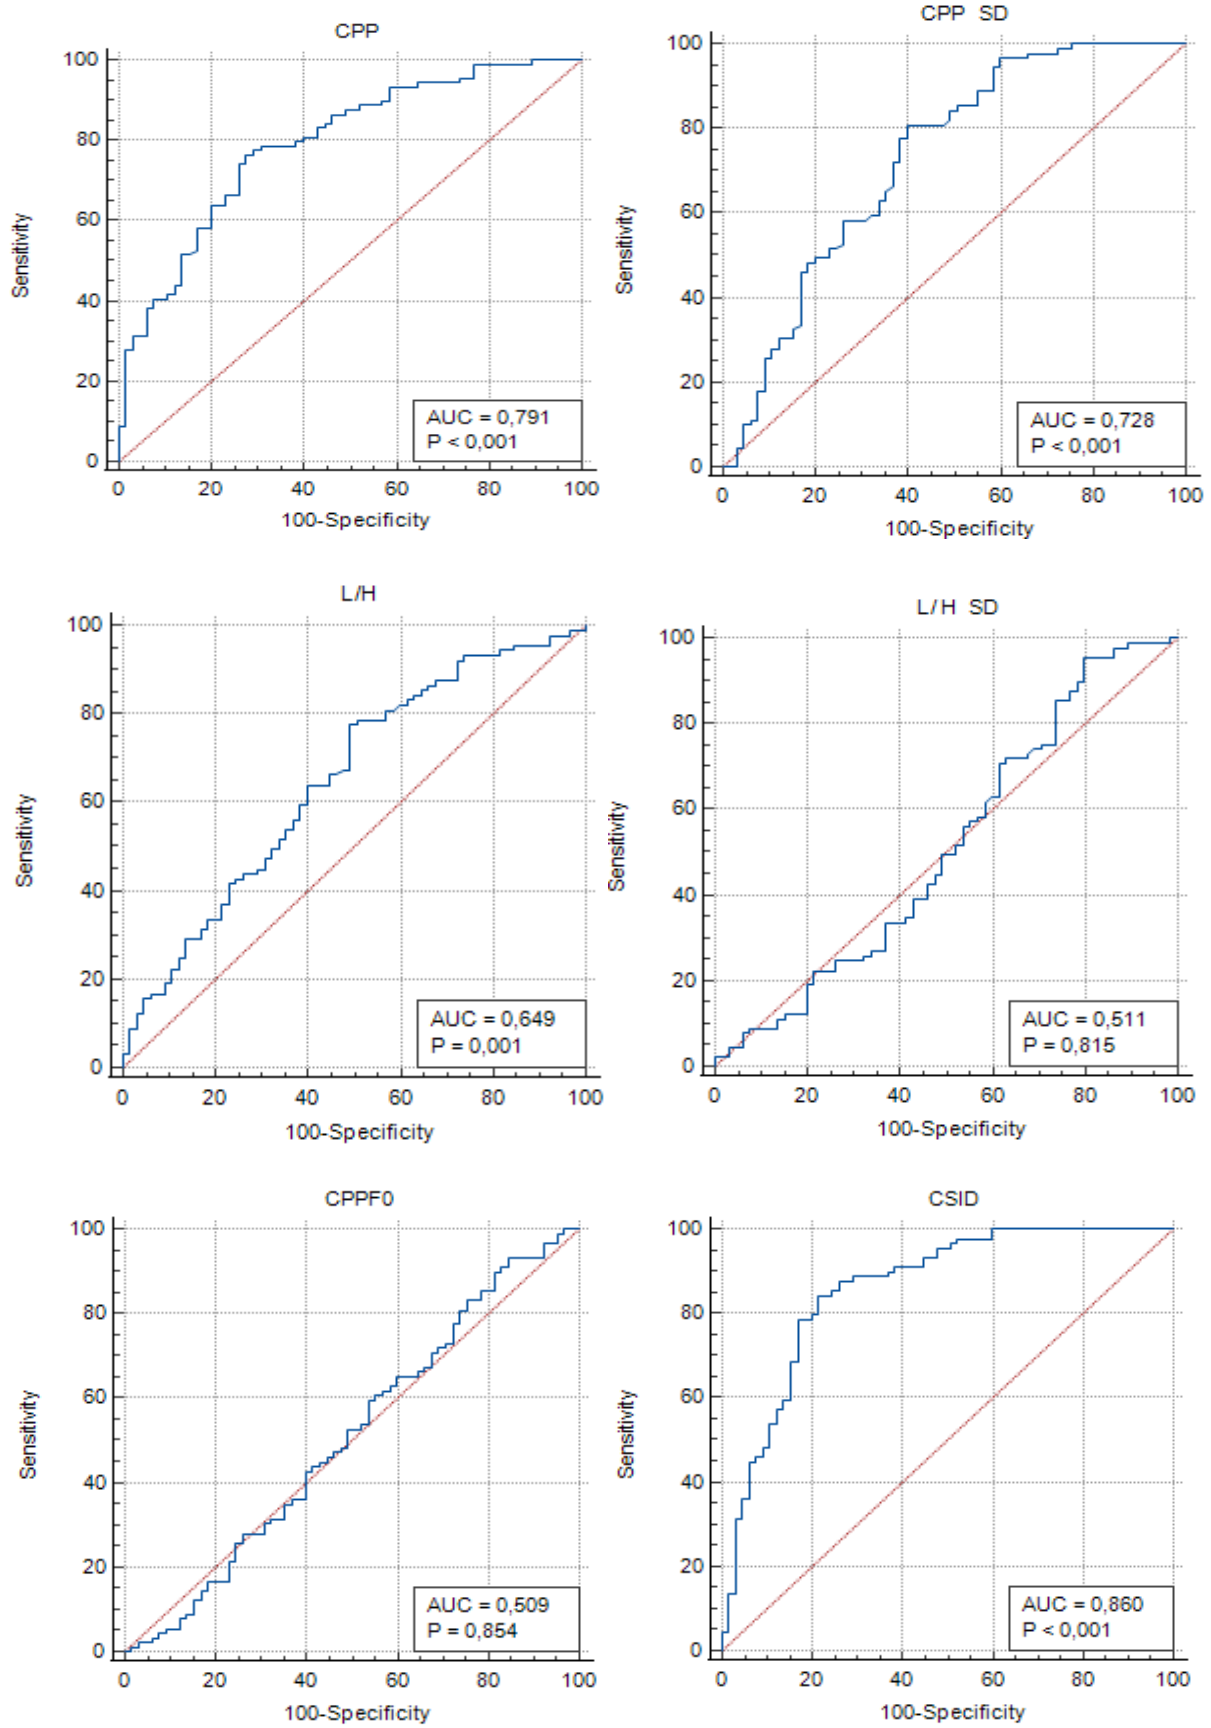 CPP
Sensitivity
100
80
60
40
20
0
AUC = 0,791
P < 0,001
0 20 40 60 80 100
100-Specificity
CPP SD
Sensitivity
100
80
60
40
20
0
AUC = 0,728
P < 0,001
0 20 40 60 80 100
100-Specificity
L/H
Sensitivity
100
80
60
40
20
0
AUC = 0,649
P = 0,001
0 20 40 60 80 100
100-Specificity
L/H SD
Sensitivity
100
80
60
40
20
0
AUC = 0,511
P = 0,815
0 20 40 60 80 100
100-Specificity
CPPF0
Sensitivity
100
80
60
40
20
0
AUC = 0,509
P = 0,854
0 20 40 60 80 100
100-Specificity
CSID
Sensitivity
100
80
60
40
20
0
AUC = 0,860
P < 0,001
0 20 40 60 80 100
100-Specificity